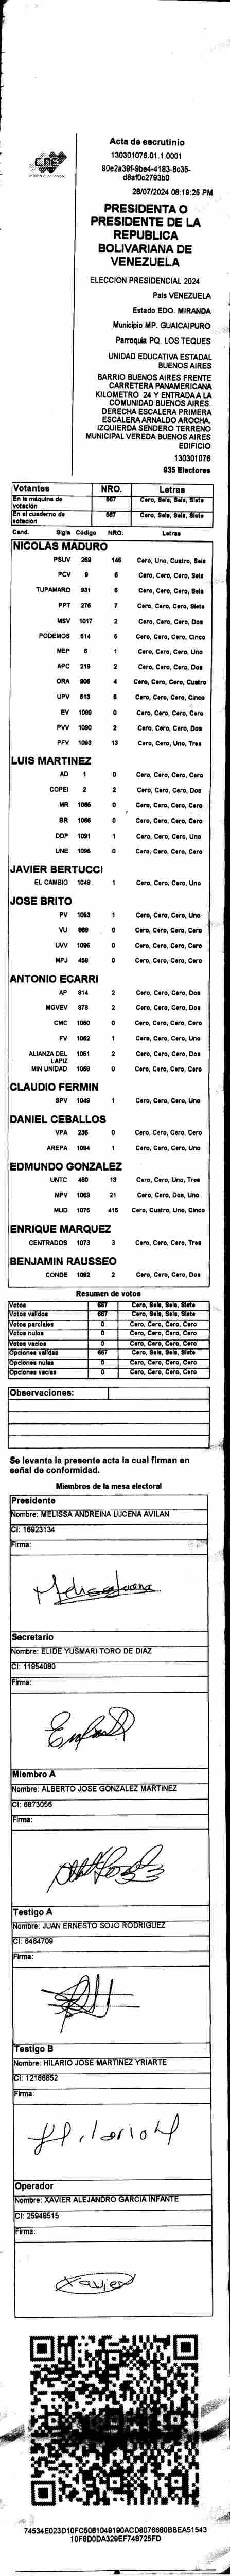 CNE
Acta de escrutinio
130301076.01.1.0001
90e2a39f-9be4-4183-8c35-
d8af0c2793b0
28/07/2024 08:19:25 PM
PRESIDENTA O
PRESIDENTE DE LA
REPUBLICA
BOLIVARIANA DE
VENEZUELA
ELECCIÓN PRESIDENCIAL 2024
Pais VENEZUELA
Estado EDO. MIRANDA
Municipio MP. GUAICAIPURO
Parroquia PQ. LOS TEQUES
UNIDAD EDUCATIVA ESTADAL
BUENOS AIRES
BARRIO BUENOS AIRES FRENTE
CARRETERA PANAMERICANA
KILOMETRO 24 Y ENTRADA A LA
COMUNIDAD BUENOS AIRES.
DERECHA ESCALERA PRIMERA
ESCALERA ARNALDO AROCHA.
IZQUIERDA SENDERO TERRENO
MUNICIPAL VEREDA BUENOS AIRES
EDIFICIO
130301076
935 Electores
Votantes NRO. Letras
En la máquina de votación 667 Cero, Seis, Seis, Siete
En el cuaderno de votación 667 Cero, Seis, Seis, Siete
Cand. Sigla Código NRO. Letras
NICOLAS MADURO
PSUV 269 146 Cero, Uno, Cuatro, Seis
PCV 9 6 Cero, Cero, Cero, Seis
TUPAMARO 931 6 Cero, Cero, Cero, Seis
PPT 276 7 Cero, Cero, Cero, Siete
MSV 1017 2 Cero, Cero, Cero, Dos
PODEMOS 514 5 Cero, Cero, Cero, Cinco
MEP 6 1 Cero, Cero, Cero, Uno
APC 219 2 Cero, Cero, Cero, Dos
ORA 906 4 Cero, Cero, Cero, Cuatro
UPV 513 5 Cero, Cero, Cero, Cinco
EV 1089 0 Cero, Cero, Cero, Cero
PVV 1090 2 Cero, Cero, Cero, Dos
PFV 1093 13 Cero, Cero, Uno, Tres
LUIS MARTINEZ
AD 1 0 Cero, Cero, Cero, Cero
COPEI 2 2 Cero, Cero, Cero, Dos
MR 1065 0 Cero, Cero, Cero, Cero
BR 1066 0 Cero, Cero, Cero, Cero
DDP 1091 1 Cero, Cero, Cero, Uno
UNE 1095 0 Cero, Cero, Cero, Cero
JAVIER BERTUCCI
EL CAMBIO 1049 1 Cero, Cero, Cero, Uno
JOSE BRITO
PV 1053 1 Cero, Cero, Cero, Uno
VU 869 0 Cero, Cero, Cero, Cero
UVV 1096 0 Cero, Cero, Cero, Cero
MPJ 459 0 Cero, Cero, Cero, Cero
ANTONIO ECARRI
AP 914 2 Cero, Cero, Cero, Dos
MOVEV 878 2 Cero, Cero, Cero, Dos
CMC 1050 0 Cero, Cero, Cero, Cero
FV 1062 1 Cero, Cero, Cero, Uno
ALIANZA DEL LAPIZ 1061 2 Cero, Cero, Cero, Dos
MIN UNIDAD 1068 0 Cero, Cero, Cero, Cero
CLAUDIO FERMIN
SPV 1048 1 Cero, Cero, Cero, Uno
DANIEL CEBALLOS
VPA 235 0 Cero, Cero, Cero, Cero
AREPA 1094 1 Cero, Cero, Cero, Uno
EDMUNDO GONZALEZ
UNTC 460 13 Cero, Cero, Uno, Tres
MPV 1069 21 Cero, Cero, Dos, Uno
MUD 1075 415 Cero, Cuatro, Uno, Cinco
ENRIQUE MARQUEZ
CENTRADOS 1073 3 Cero, Cero, Cero, Tres
BENJAMIN RAUSSEO
CONDE 1092 2 Cero, Cero, Cero, Dos
Resumen de votos
Votos 667 Cero, Seis, Seis, Siete
Votos validos 667 Cero, Seis, Seis, Siete
Votos parciales 0 Cero, Cero, Cero, Cero
Votos nulos 0 Cero, Cero, Cero, Cero
Votos vacios 0 Cero, Cero, Cero, Cero
Opciones validas 667 Cero, Seis, Seis, Siete
Opciones nulas 0 Cero, Cero, Cero, Cero
Opciones vacias 0 Cero, Cero, Cero, Cero
Observaciones:
Se levanta la presente acta la cual firman en
señal de conformidad.
Miembros de la mesa electoral
Presidente
Nombre: MELISSA ANDREINA LUCENA AVILAN
CI: 16923134
Firma:
Secretario
Nombre: ELIDE YUSMARI TORO DE DIAZ
CI: 11954080
Firma:
Miembro A
Nombre: ALBERTO JOSE GONZALEZ MARTINEZ
CI: 6873056
Firma:
Testigo A
Nombre: JUAN ERNESTO SOJO RODRIGUEZ
CI: 6464709
Firma:
Testigo B
Nombre: HILARIO JOSE MARTINEZ YRIARTE
CI: 12166852
Firma:
Operador
Nombre: XAVIER ALEJANDRO GARCIA INFANTE
CI: 25948515
Firma:
Xavier
74534E023D10FC5081049190ACD8076680BBEA51543
10F8D0DA329EF748725FD